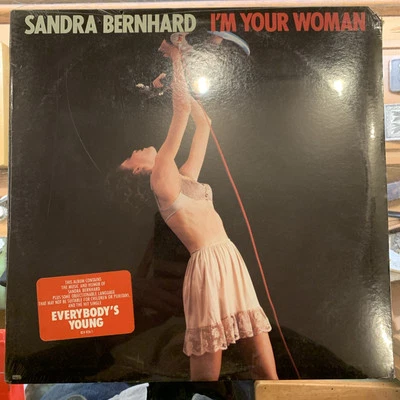 SANDRA BERNHARD I'M YOUR WOMAN
THIS ALBUM CONTAINS
THE MUSIC AND HUMOR OF
SANDRA BERNHARD
PLUS SOME QUESTIONABLE LANGUAGE
THAT MAY NOT BE SUITABLE FOR CHILDREN OR PERSONS,
AND THE HIT SINGLE
EVERYBODY'S
YOUNG